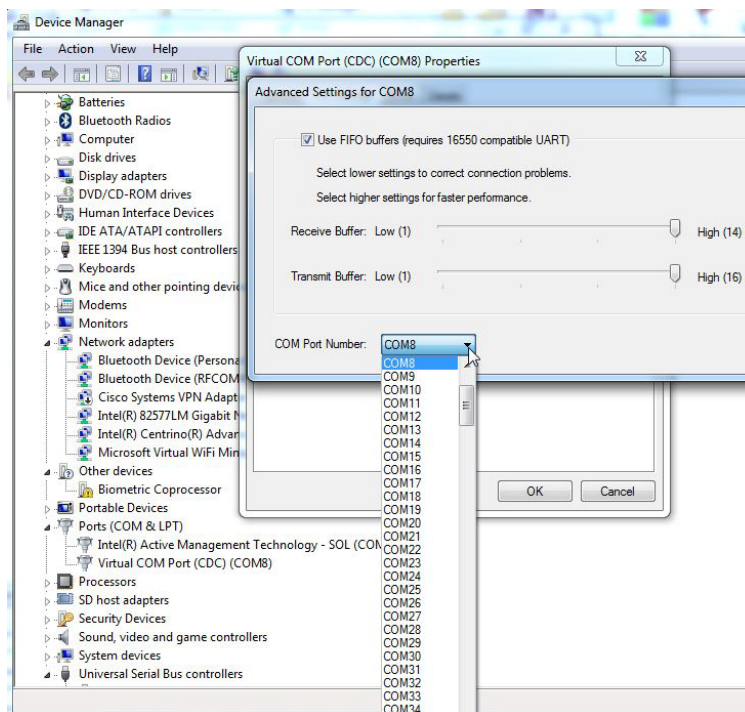 Device Manager
File Action View Help
Batteries
Bluetooth Radios
Computer
Disk drives
Display adapters
DVD/CD-ROM drives
Human Interface Devices
IDE ATA/ATAPI controllers
IEEE 1394 Bus host controllers
Keyboards
Mice and other pointing devic
Modems
Monitors
Network adapters
Bluetooth Device (Persona
Bluetooth Device (RFCOM
Cisco Systems VPN Adapt
Intel(R) 82577LM Gigabit N
Intel(R) Centrino(R) Advar
Microsoft Virtual WiFi Min
Other devices
Biometric Coprocessor
Portable Devices
Ports (COM & LPT)
Intel(R) Active Management Technology - SOL (COM
Virtual COM Port (CDC) (COM8)
Processors
SD host adapters
Security Devices
Sound, video and game controllers
System devices
Universal Serial Bus controllers
Virtual COM Port (CDC) (COM8) Properties
Advanced Settings for COM8
Use FIFO buffers (requires 16550 compatible UART)
Select lower settings to correct connection problems.
Select higher settings for faster performance.
Receive Buffer: Low (1) High (14)
Transmit Buffer: Low (1) High (16)
COM Port Number: COM8
COM8
COM9
COM10
COM11
COM12
COM13
COM14
COM15
COM16
COM17
COM18
COM19
COM20
COM21
COM22
COM23
COM24
COM25
COM26
COM27
COM28
COM29
COM30
COM31
COM32
COM33
COM34
OK Cancel